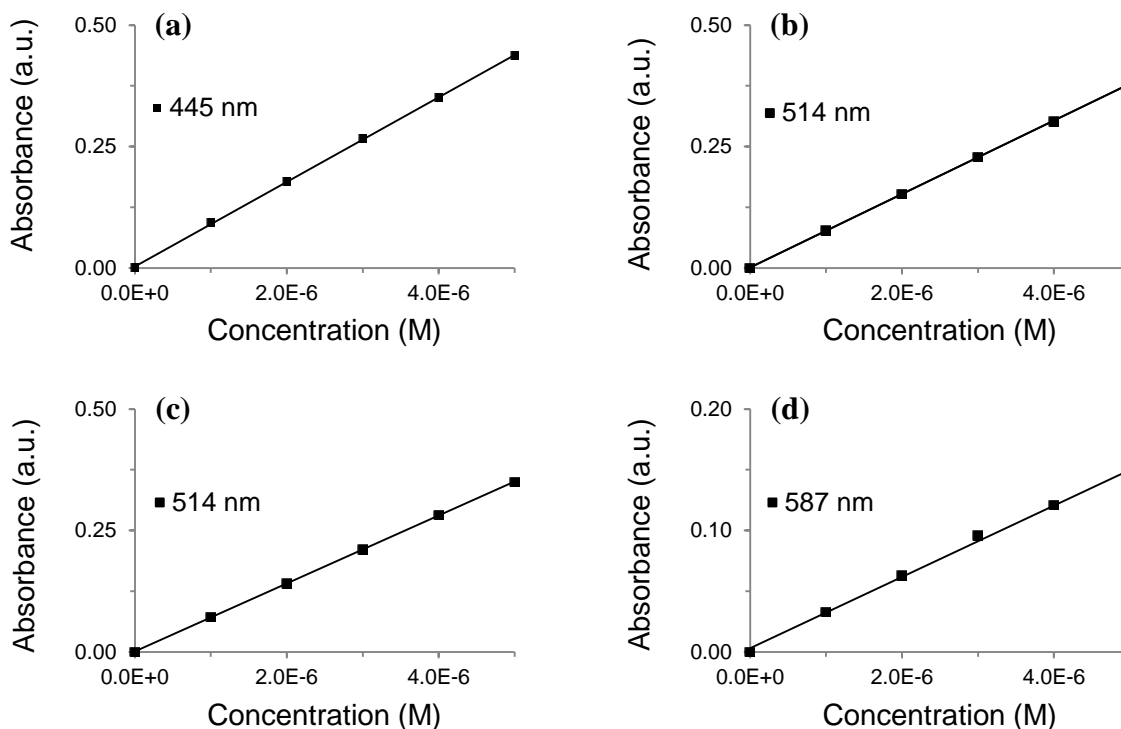 (a)
Absorbance (a.u.)
0.50
0.25
0.00
445 nm
0.0E+0 2.0E-6 4.0E-6
Concentration (M)
(b)
Absorbance (a.u.)
0.50
0.25
0.00
514 nm
0.0E+0 2.0E-6 4.0E-6
Concentration (M)
(c)
Absorbance (a.u.)
0.50
0.25
0.00
514 nm
0.0E+0 2.0E-6 4.0E-6
Concentration (M)
(d)
Absorbance (a.u.)
0.20
0.10
0.00
587 nm
0.0E+0 2.0E-6 4.0E-6
Concentration (M)